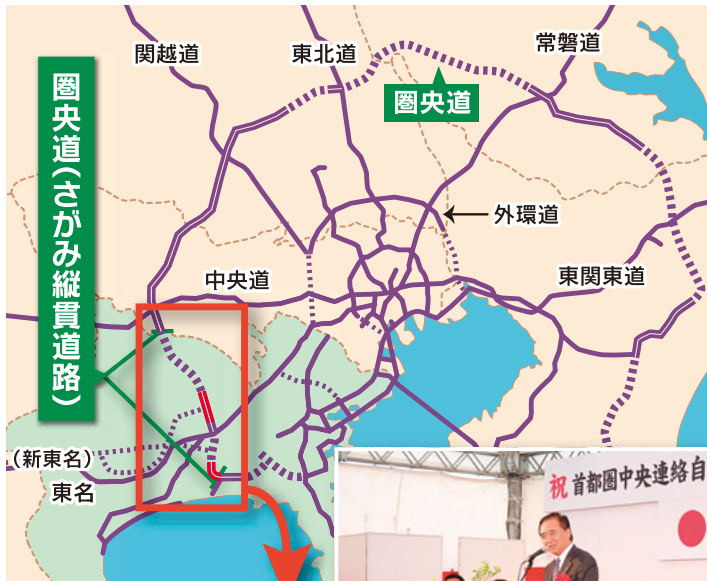 関越道
東北道
常磐道
圏央道
圏央道(さがみ縦貫道路)
外環道
中央道
東関東道
(新東名)
東名
祝 首都圏中央連絡自